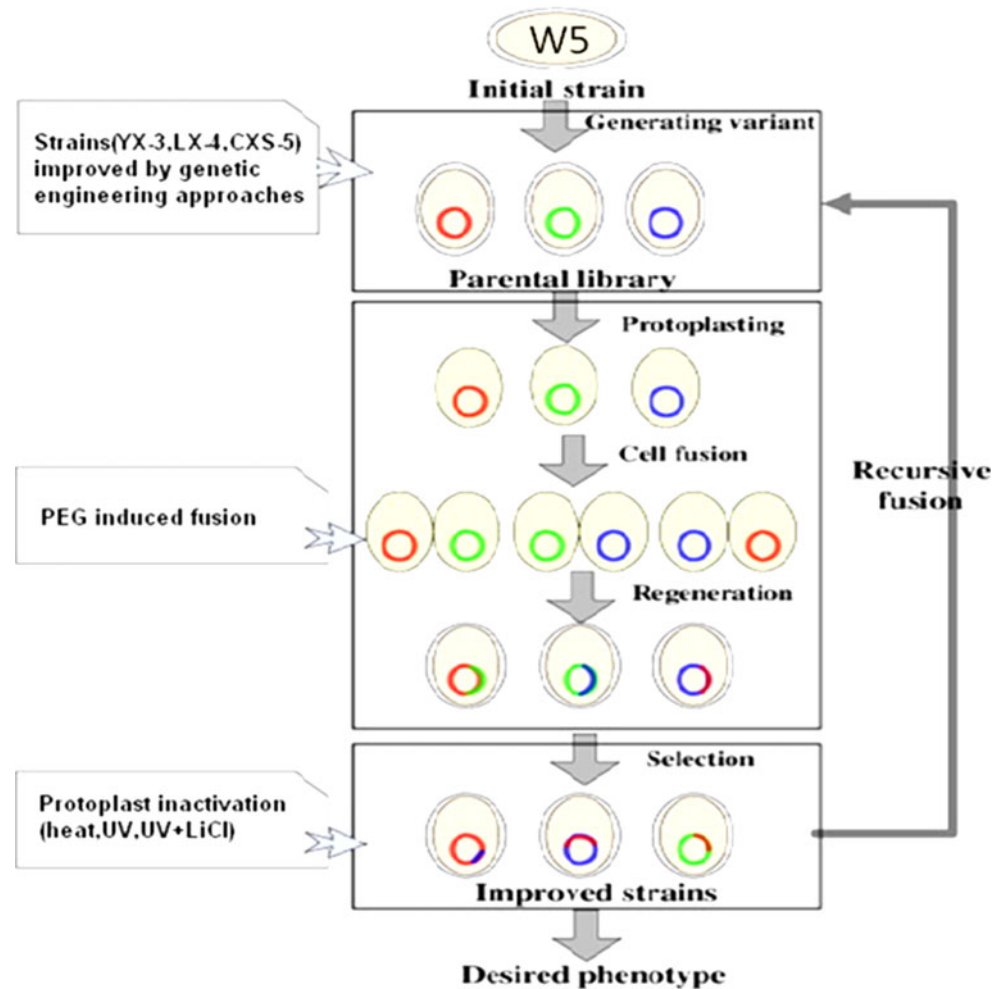 W5
Initial strain
Generating variant
Strains(YX-3,LX-4,CXS-5)
improved by genetic
engineering approaches
Parental library
Protoplasting
Cell fusion
Recursive
fusion
PEG induced fusion
Regeneration
Selection
Protoplast inactivation
(heat,UV,UV+LiCl)
Improved strains
Desired phenotype